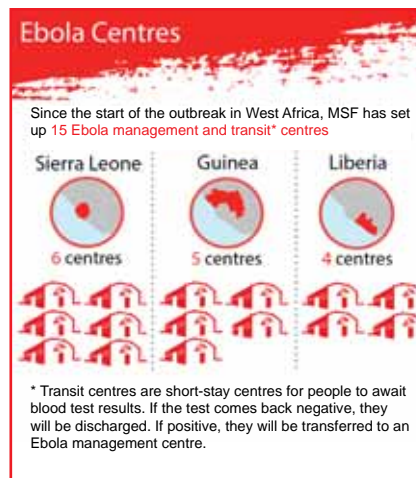 Ebola Centres
Since the start of the outbreak in West Africa, MSF has set
up 15 Ebola management and transit* centres
Sierra Leone
Guinea
Liberia
6 centres
5 centres
4 centres
* Transit centres are short-stay centres for people to await
blood test results. If the test comes back negative, they
will be discharged. If positive, they will be transferred to an
Ebola management centre.